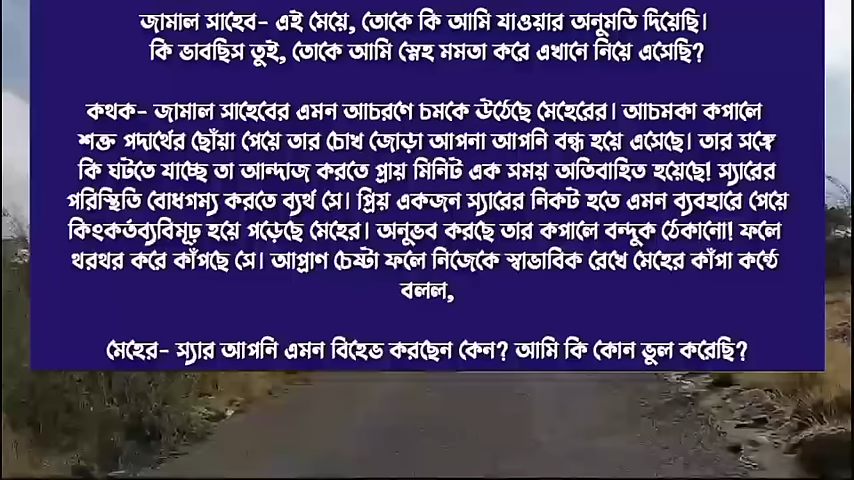 জামাল সাহেব- এই মেয়ে, তোকে কি আমি যাওয়ার অনুমতি দিয়েছি।
কি ভাবছিস তুই, তোকে আমি স্নেহ মমতা করে এখানে নিয়ে এসেছি?
কথক- জামাল সাহেবের এমন আচরণে চমকে উঠেছে মেহেরের। আচমকা কপালে
শক্ত পদার্থের ছোঁয়া পেয়ে তার চোখ জোড়া আপনা আপনি বন্ধ হয়ে এসেছে। তার সঙ্গে
কি ঘটতে যাচ্ছে তা আন্দাজ করতে প্রায় মিনিট এক সময় অতিবাহিত হয়েছে! স্যারের
পরিস্থিতি বোধগম্য করতে ব্যর্থ সে। প্রিয় একজন স্যারের নিকট হতে এমন ব্যবহারে পেয়ে
কিংকর্তব্যবিমূঢ় হয়ে পড়েছে মেহের। অনুভব করছে তার কপালে বন্দুক ঠেকানো! ফলে
থরথর করে কাঁপছে সে। আপ্রাণ চেষ্টা ফলে নিজেকে স্বাভাবিক রেখে মেহের কাঁপা কন্ঠে
বলল,
মেহের- স্যার আপনি এমন বিহেভ করছেন কেন? আমি কি কোন ভুল করেছি?